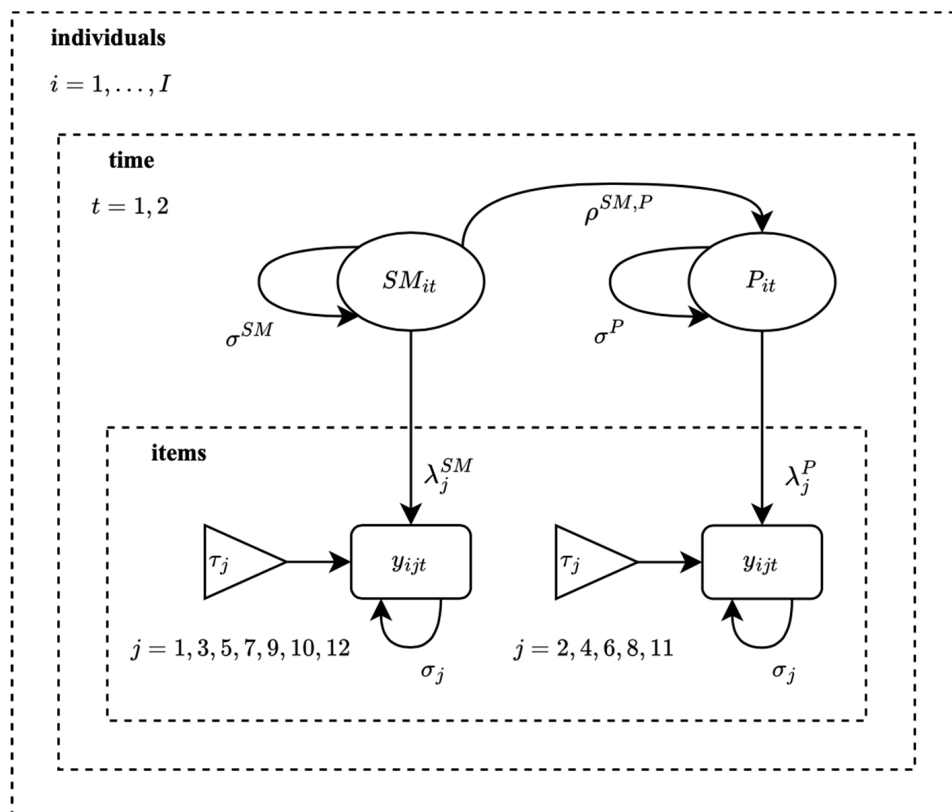 individuals
i = 1, . . . , I
time
t = 1, 2
ρ^{SM,P}
SM_{it}
P_{it}
σ^{SM}
σ^{P}
items
λ_j^{SM}
λ_j^{P}
τ_j
y_{ijt}
τ_j
y_{ijt}
j = 1, 3, 5, 7, 9, 10, 12
j = 2, 4, 6, 8, 11
σ_j
σ_j